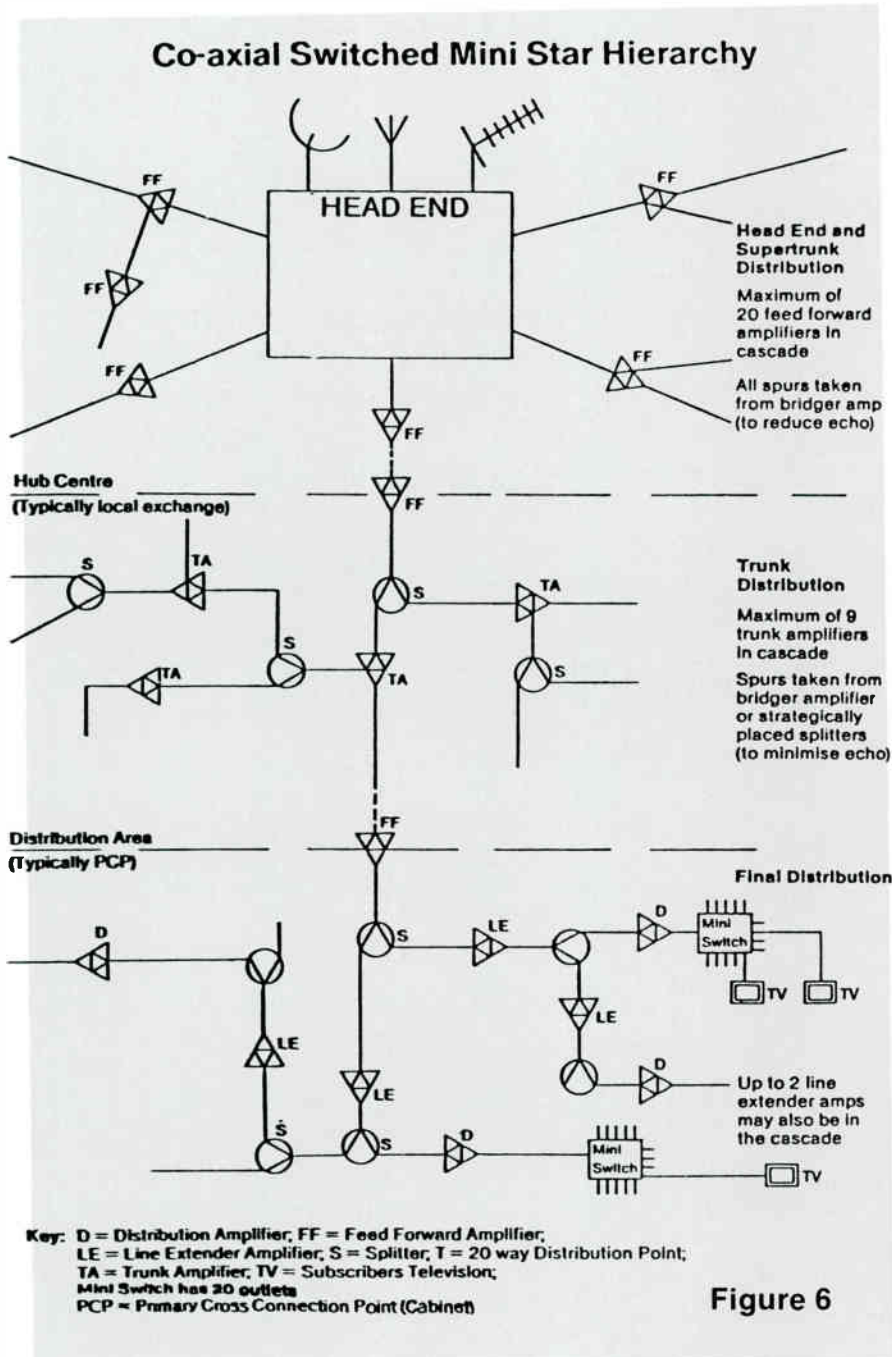 Co-axial Switched Mini Star Hierarchy
HEAD END
FF
FF
FF
FF
FF
FF
FF
Head End and
Supertrunk
Distribution
Maximum of
20 feed forward
amplifiers in
cascade
All spurs taken
from bridger amp
(to reduce echo)
Hub Centre
(Typically local exchange)
S
TA
S
TA
S
TA
TA
S
Trunk
Distribution
Maximum of 9
trunk amplifiers
in cascade
Spurs taken from
bridger amplifier
or strategically
placed splitters
(to minimise echo)
FF
Distribution Area
(Typically PCP)
Final Distribution
D
S
LE
D
Mini
Switch
TV
TV
LE
LE
LE
D
Up to 2 line
extender amps
may also be in
the cascade
S
S
D
Mini
Switch
TV
Key: D = Distribution Amplifier; FF = Feed Forward Amplifier;
LE = Line Extender Amplifier; S = Splitter; T = 20 way Distribution Point;
TA = Trunk Amplifier; TV = Subscribers Television;
Mini Switch has 20 outlets
PCP = Primary Cross Connection Point (Cabinet)
Figure 6